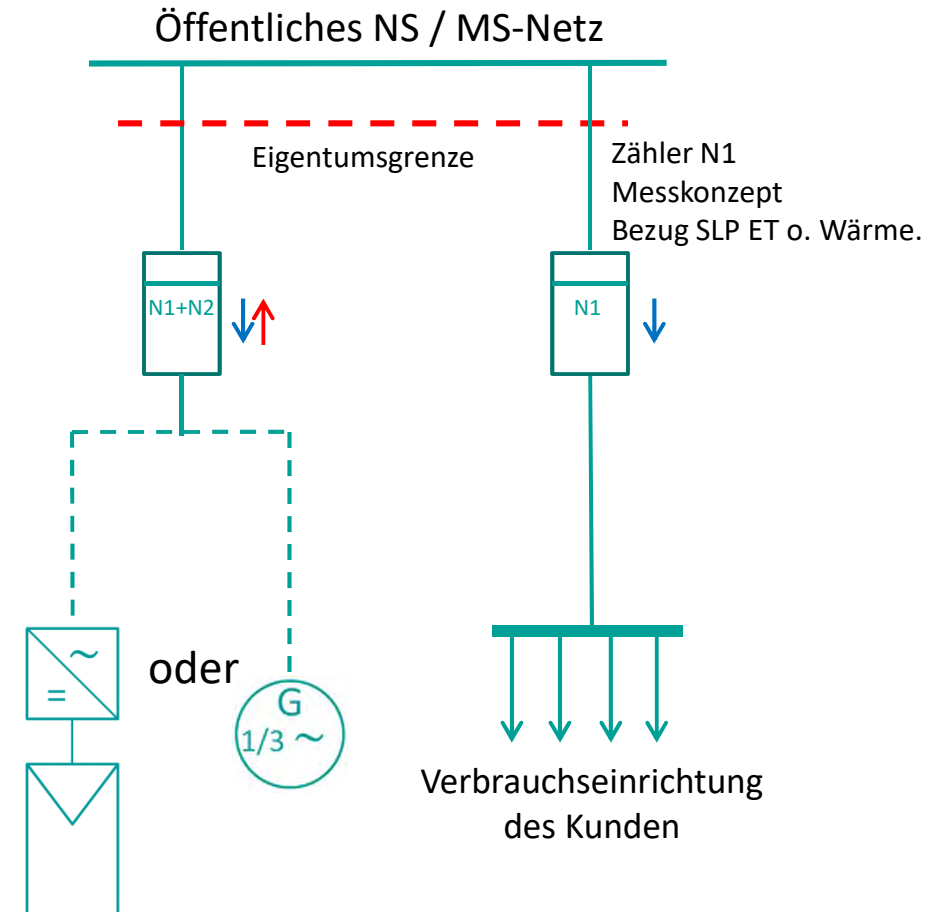 Öffentliches NS / MS-Netz
Eigentumsgrenze
Zähler N1
Messkonzept
Bezug SLP ET o. Wärme.
N1+N2
N1
~
=
oder
G
1/3 ~
Verbrauchseinrichtung
des Kunden